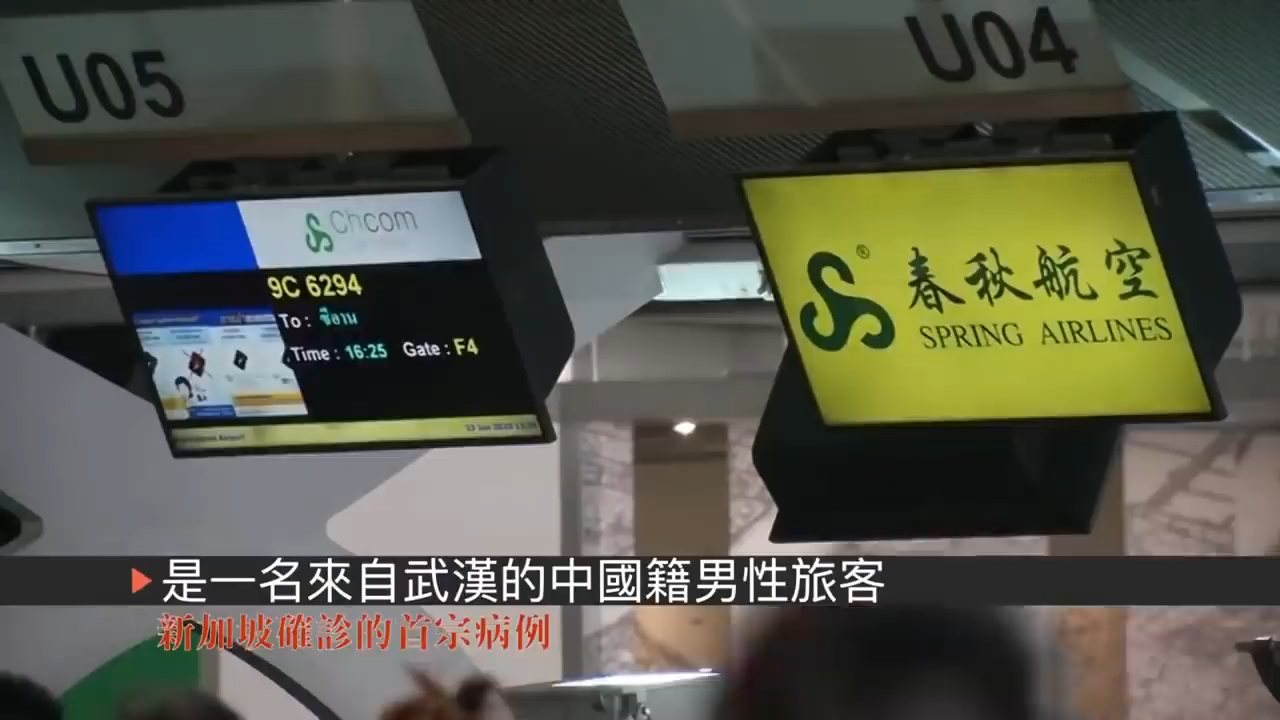 U05
U04
Chcom
9C 6294
To : ซีอาน
Time : 16:25 Gate : F4
春秋航空
®
SPRING AIRLINES
是一名來自武漢的中國籍男性旅客
新加坡確診的首宗病例